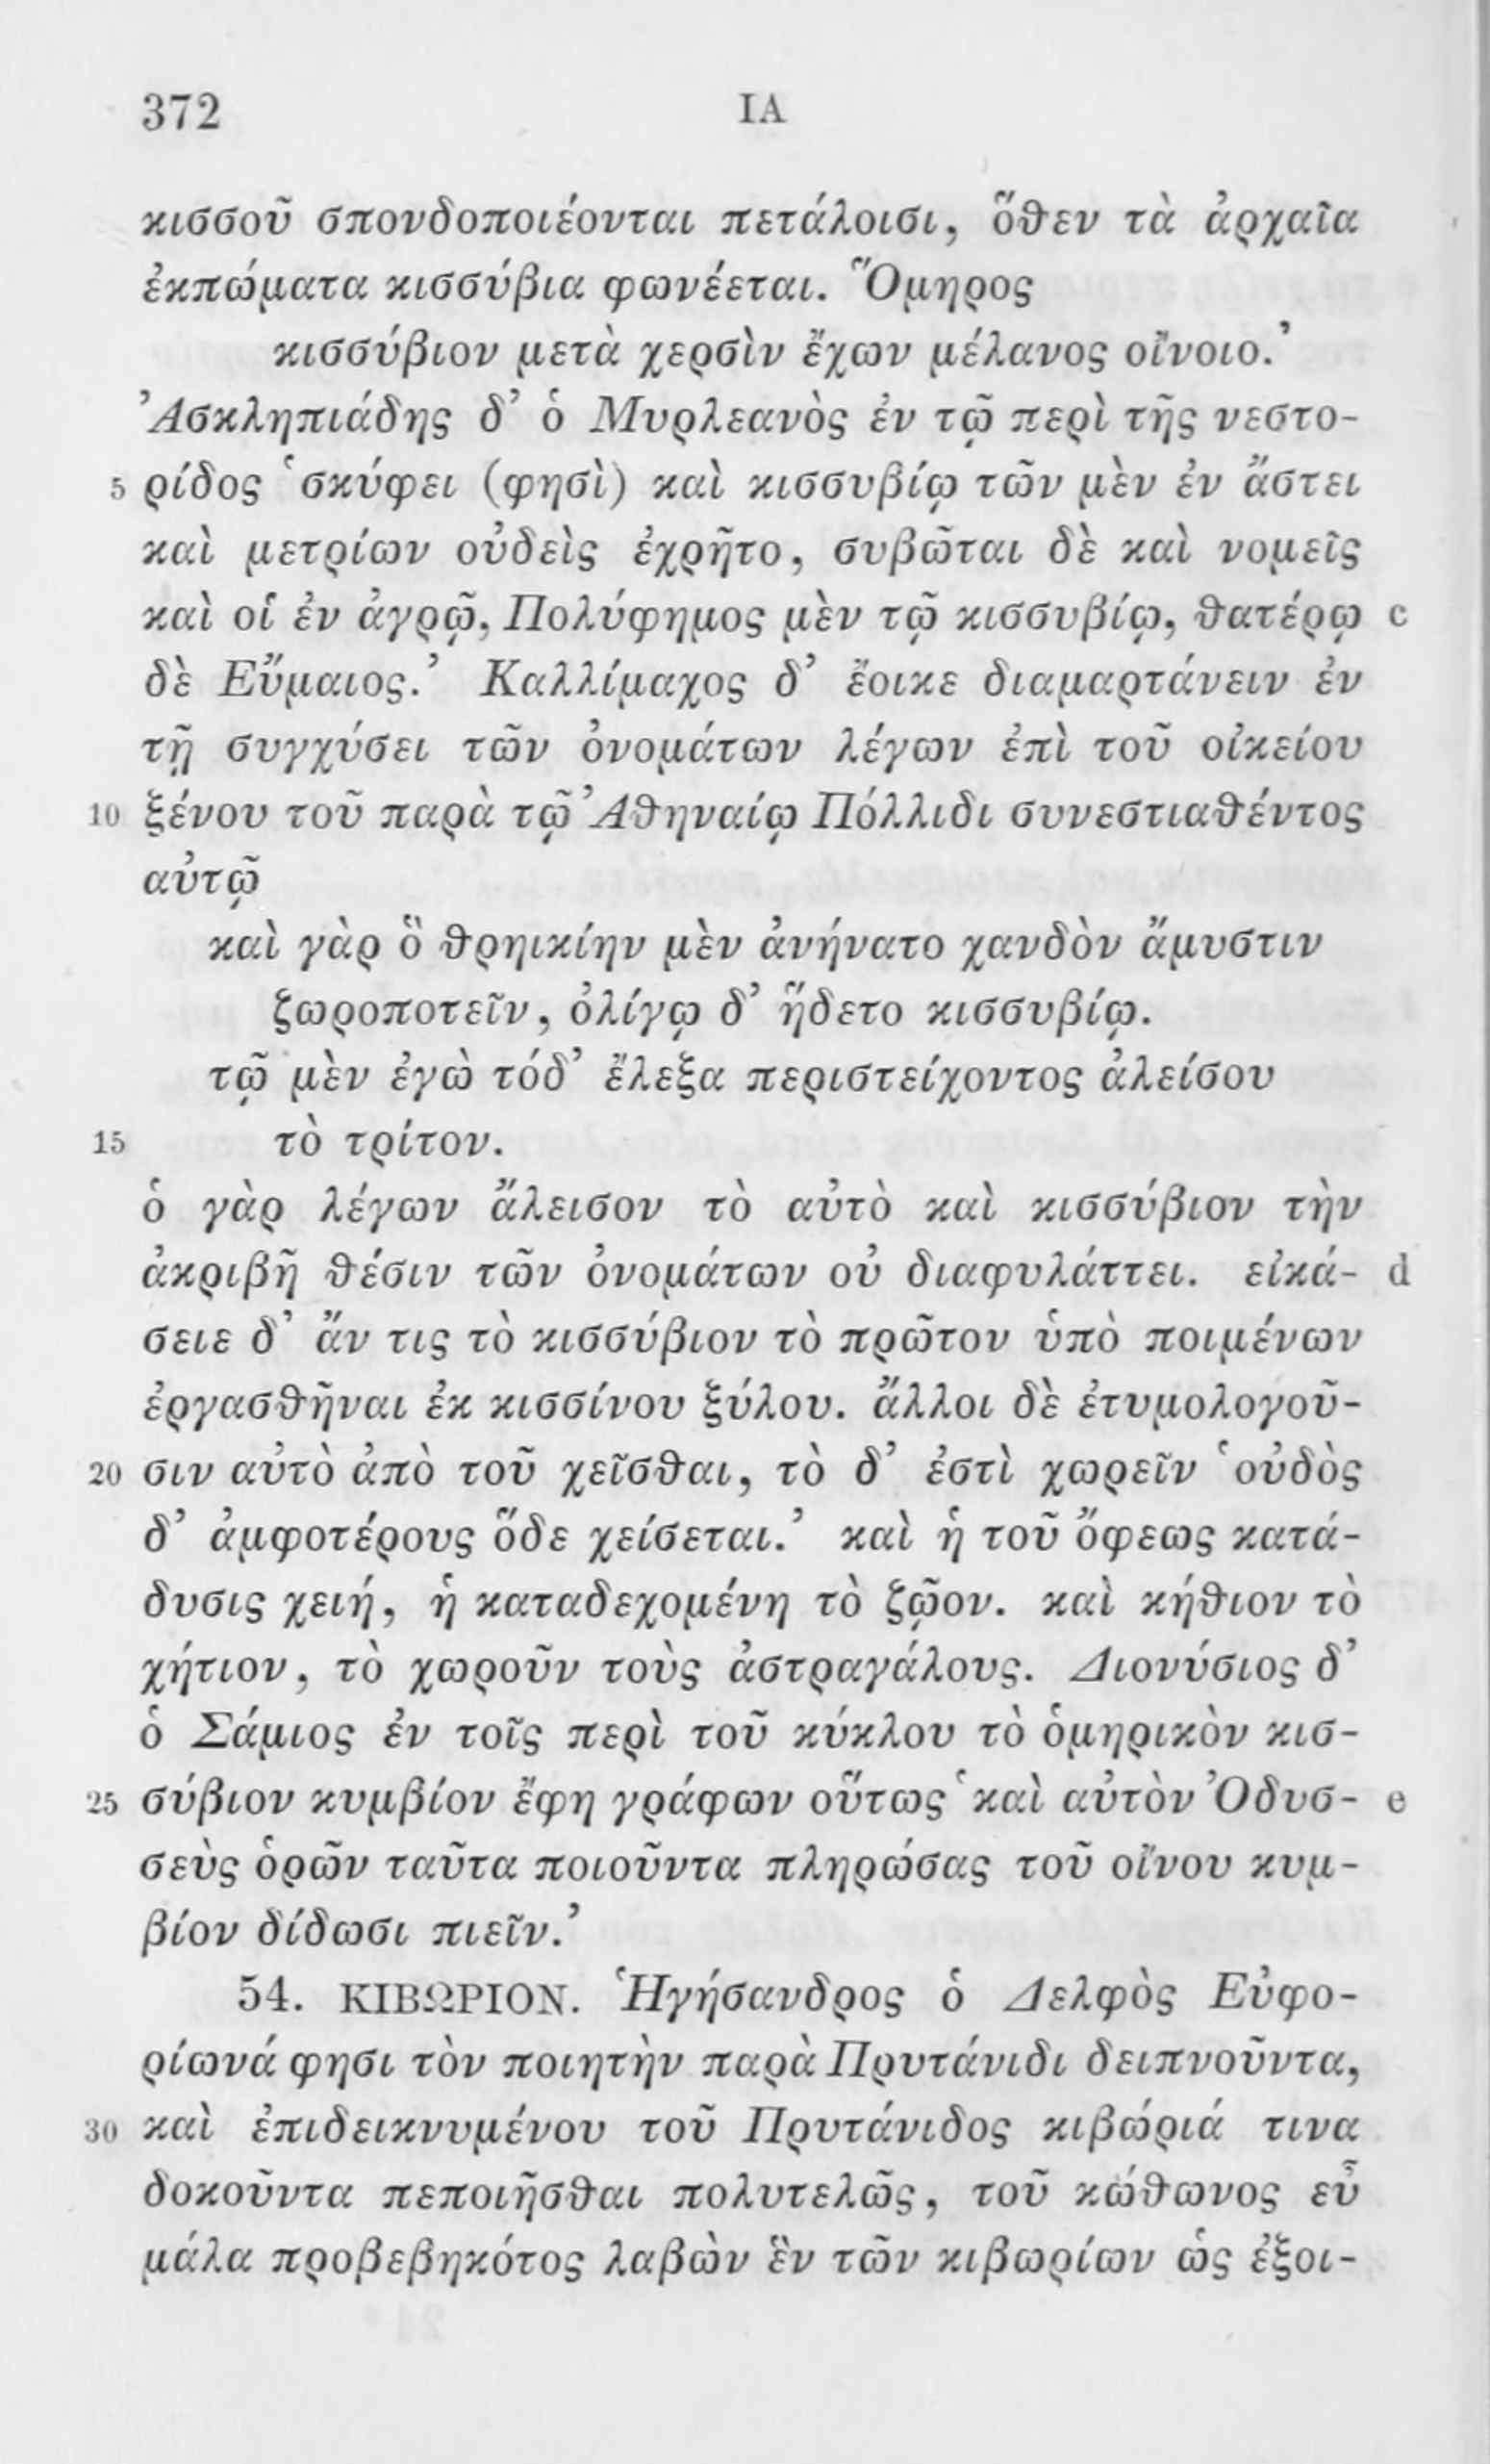 372
ΙΑ
κισσοῦ σπονδοποιέονται πετάλοισι, ὅθεν τὰ ἀρχαῖα
ἐκπώματα κισσύβια φωνέεται. Ὅμηρος
κισσύβιον μετὰ χερσὶν ἔχων μέλανος οἴνοιο.’
Ἀσκληπιάδης δ’ ὁ Μυρλεανὸς ἐν τῷ περὶ τῆς νεστο-
5 ρίδος ‘σκύφει (φησὶ) καὶ κισσυβίῳ τῶν μὲν ἐν ἄστει
καὶ μετρίων οὐδεὶς ἐχρῆτο, συβῶται δὲ καὶ νομεῖς
καὶ οἱ ἐν ἀγρῷ, Πολύφημος μὲν τῷ κισσυβίῳ, θατέρῳ c
δὲ Εὔμαιος.’ Καλλίμαχος δ’ ἔοικε διαμαρτάνειν ἐν
τῇ συγχύσει τῶν ὀνομάτων λέγων ἐπὶ τοῦ οἰκείου
10 ξένου τοῦ παρὰ τῷ Ἀθηναίῳ Πόλλιδι συνεστιαθέντος
αὐτῷ
καὶ γὰρ ὃ θρηικίην μὲν ἀνήνατο χανδὸν ἄμυστιν
ζωροποτεῖν, ὀλίγῳ δ’ ἥδετο κισσυβίῳ.
τῷ μὲν ἐγὼ τόδ’ ἔλεξα περιστείχοντος ἀλείσου
15 τὸ τρίτον.
ὁ γὰρ λέγων ἄλεισον τὸ αὐτὸ καὶ κισσύβιον τὴν
ἀκριβῆ θέσιν τῶν ὀνομάτων οὐ διαφυλάττει. εἰκά- d
σειε δ’ ἄν τις τὸ κισσύβιον τὸ πρῶτον ὑπὸ ποιμένων
ἐργασθῆναι ἐκ κισσίνου ξύλου. ἄλλοι δὲ ἐτυμολογοῦ-
20 σιν αὐτὸ ἀπὸ τοῦ χεῖσθαι, τὸ δ’ ἐστὶ χωρεῖν ‘οὐδὸς
δ’ ἀμφοτέρους ὅδε χείσεται.’ καὶ ἡ τοῦ ὄφεως κατά-
δυσις χειή, ἡ καταδεχομένη τὸ ζῷον. καὶ κήθιον τὸ
χήτιον, τὸ χωροῦν τοὺς ἀστραγάλους. Διονύσιος δ’
ὁ Σάμιος ἐν τοῖς περὶ τοῦ κύκλου τὸ ὁμηρικὸν κισ-
25 σύβιον κυμβίον ἔφη γράφων οὕτως ‘καὶ αὐτὸν Ὀδυσ- e
σεὺς ὁρῶν ταῦτα ποιοῦντα πληρώσας τοῦ οἴνου κυμ-
βίον δίδωσι πιεῖν.’
54. ΚΙΒΩΡΙΟΝ. Ἡγήσανδρος ὁ Δελφὸς Εὐφο-
ρίωνά φησι τὸν ποιητὴν παρὰ Πρυτάνιδι δειπνοῦντα,
30 καὶ ἐπιδεικνυμένου τοῦ Πρυτάνιδος κιβώριά τινα
δοκοῦντα πεποιῆσθαι πολυτελῶς, τοῦ κώθωνος εὖ
μάλα προβεβηκότος λαβὼν ἓν τῶν κιβωρίων ὡς ἐξοι-